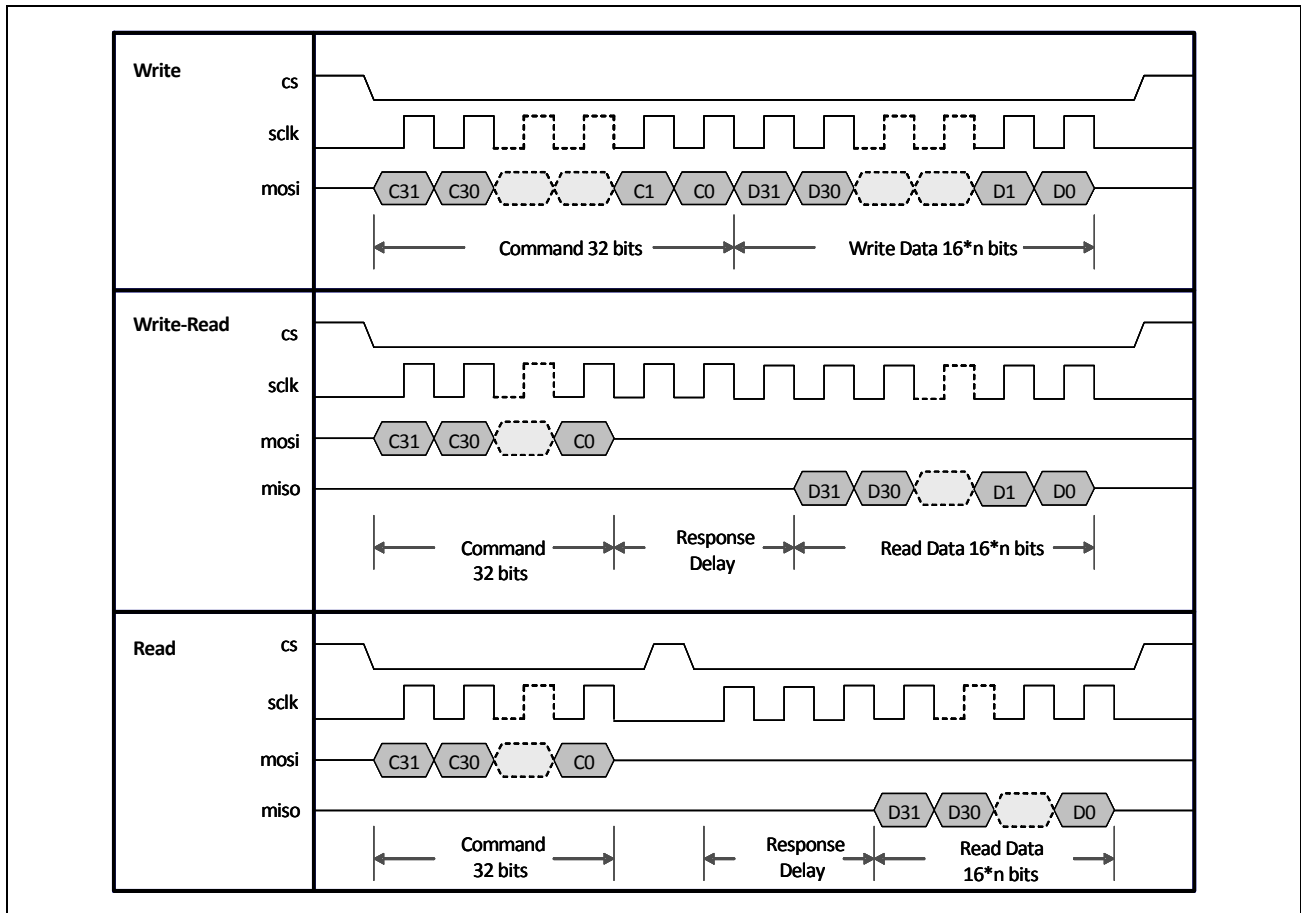 Write
cs
sclk
mosi
C31 C30 C1 C0 D31 D30 D1 D0
Command 32 bits
Write Data 16*n bits
Write-Read
cs
sclk
mosi
C31 C30 C0
miso
D31 D30 D1 D0
Command
32 bits
Response
Delay
Read Data 16*n bits
Read
cs
sclk
mosi
C31 C30 C0
miso
D31 D30 D0
Command
32 bits
Response
Delay
Read Data
16*n bits